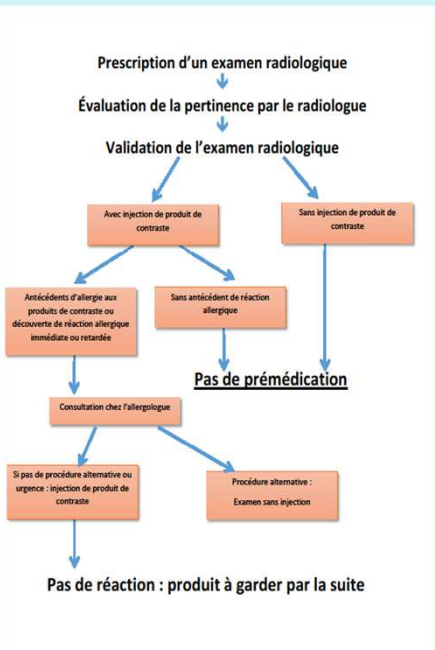 Prescription d’un examen radiologique
Évaluation de la pertinence par le radiologue
Validation de l’examen radiologique
Avec injection de produit de
contraste
Sans injection de produit de
contraste
Antécédents d’allergie aux
produits de contraste ou
découverte de réaction allergique
immédiate ou retardée
Sans antécédent de réaction
allergique
Pas de prémédication
Consultation chez l’allergologue
Si pas de procédure alternative ou
urgence : injection de produit de
contraste
Procédure alternative :
Examen sans injection
Pas de réaction : produit à garder par la suite